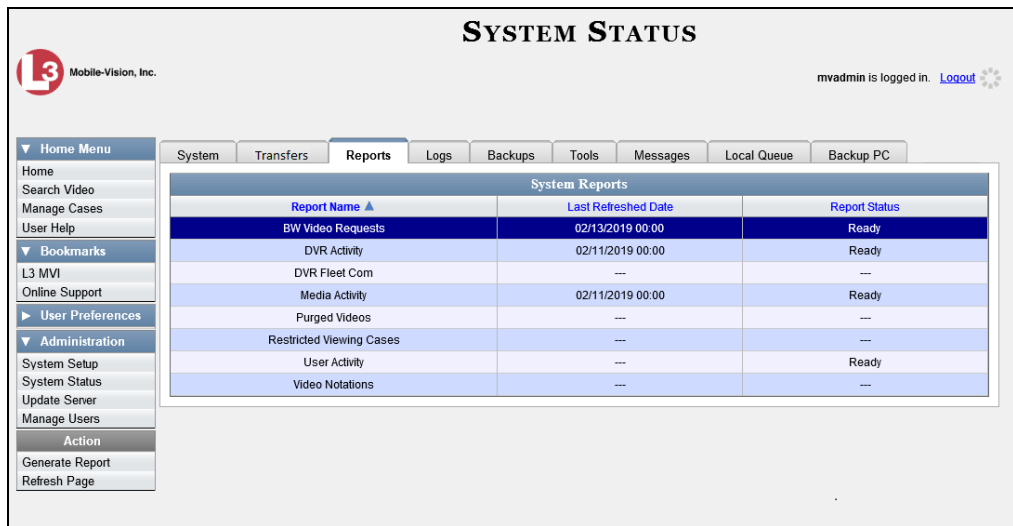 SYSTEM STATUS
L3 Mobile-Vision, Inc.
mvadmin is logged in. Logout
▼ Home Menu
Home
Search Video
Manage Cases
User Help
▼ Bookmarks
L3 MVI
Online Support
▶ User Preferences
▼ Administration
System Setup
System Status
Update Server
Manage Users
Action
Generate Report
Refresh Page
System Transfers Reports Logs Backups Tools Messages Local Queue Backup PC
System Reports
Report Name ▲ Last Refreshed Date Report Status
BW Video Requests 02/13/2019 00:00 Ready
DVR Activity 02/11/2019 00:00 Ready
DVR Fleet Com --- ---
Media Activity 02/11/2019 00:00 Ready
Purged Videos --- ---
Restricted Viewing Cases --- ---
User Activity --- Ready
Video Notations --- ---